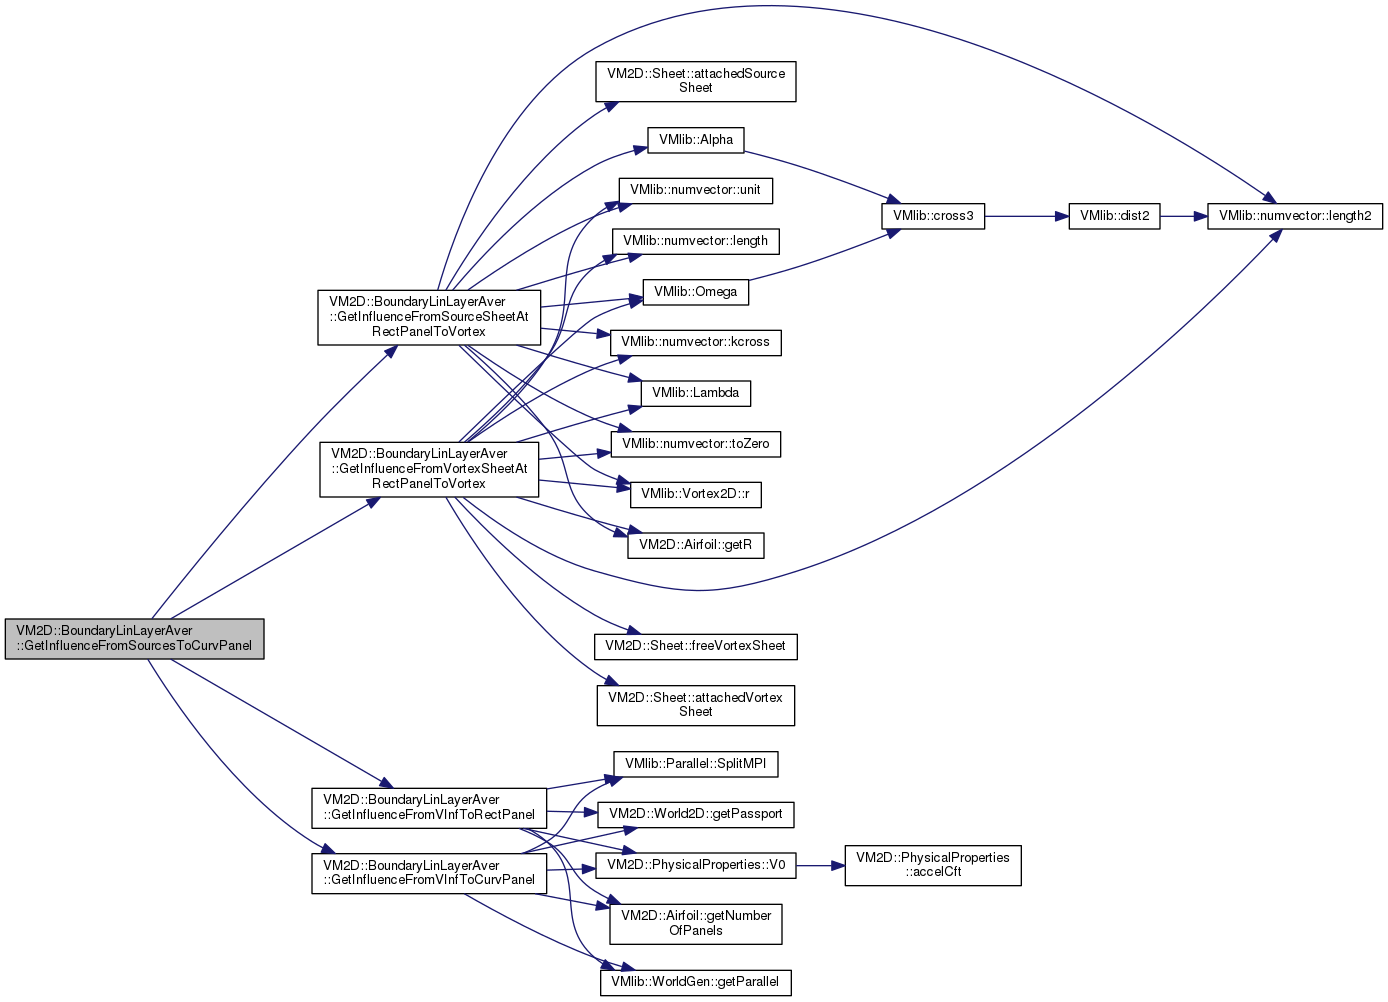 VM2D::BoundaryLinLayerAver
::GetInfluenceFromSourcesToCurvPanel
VM2D::BoundaryLinLayerAver
::GetInfluenceFromSourceSheetAt
RectPanelToVortex
VM2D::BoundaryLinLayerAver
::GetInfluenceFromVortexSheetAt
RectPanelToVortex
VM2D::BoundaryLinLayerAver
::GetInfluenceFromVInfToRectPanel
VM2D::BoundaryLinLayerAver
::GetInfluenceFromVInfToCurvPanel
VM2D::Sheet::attachedSource
Sheet
VMlib::Alpha
VMlib::numvector::unit
VMlib::numvector::length
VMlib::Omega
VMlib::numvector::kcross
VMlib::Lambda
VMlib::numvector::toZero
VMlib::Vortex2D::r
VM2D::Airfoil::getR
VM2D::Sheet::freeVortexSheet
VM2D::Sheet::attachedVortex
Sheet
VMlib::Parallel::SplitMPI
VM2D::World2D::getPassport
VM2D::PhysicalProperties::V0
VM2D::Airfoil::getNumber
OfPanels
VMlib::WorldGen::getParallel
VMlib::cross3
VMlib::dist2
VMlib::numvector::length2
VM2D::PhysicalProperties
::accelCft